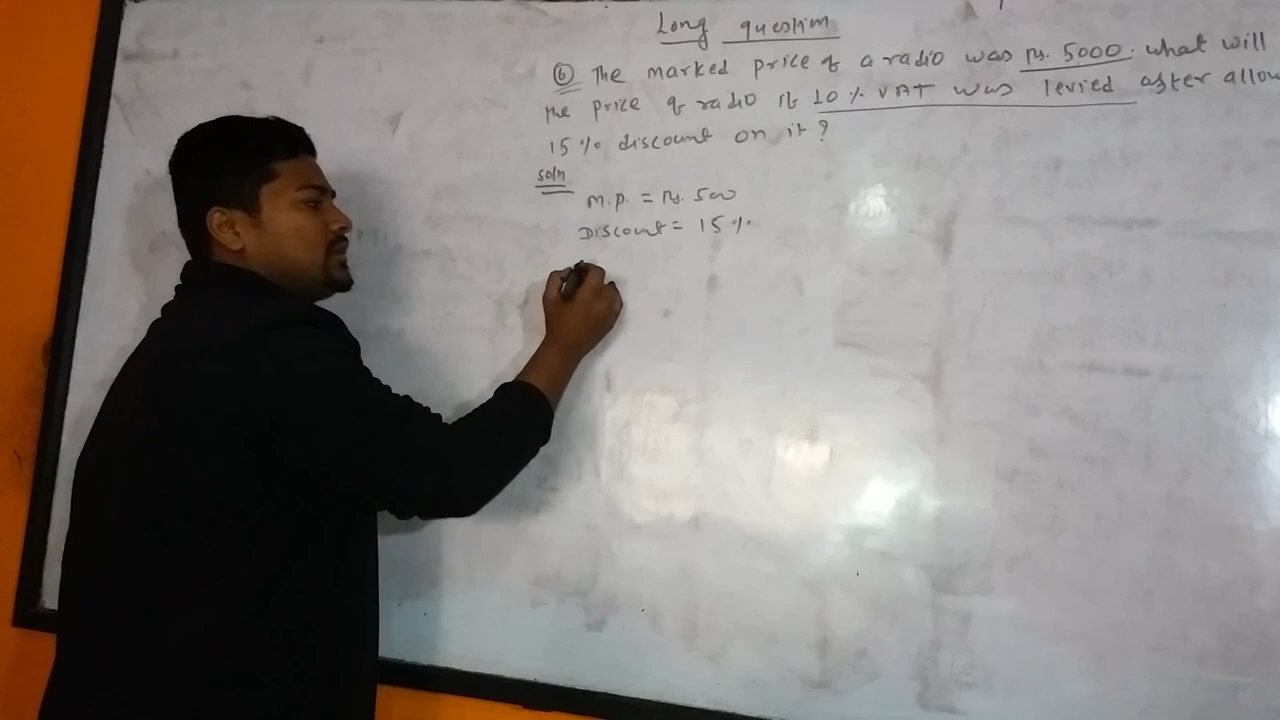 Long question
⑥ The marked price of a radio was Rs. 5000. what will
the price of radio if 10% VAT was levied after allow
15% discount on it?
soln
M.P. = Rs. 500
Discount = 15%